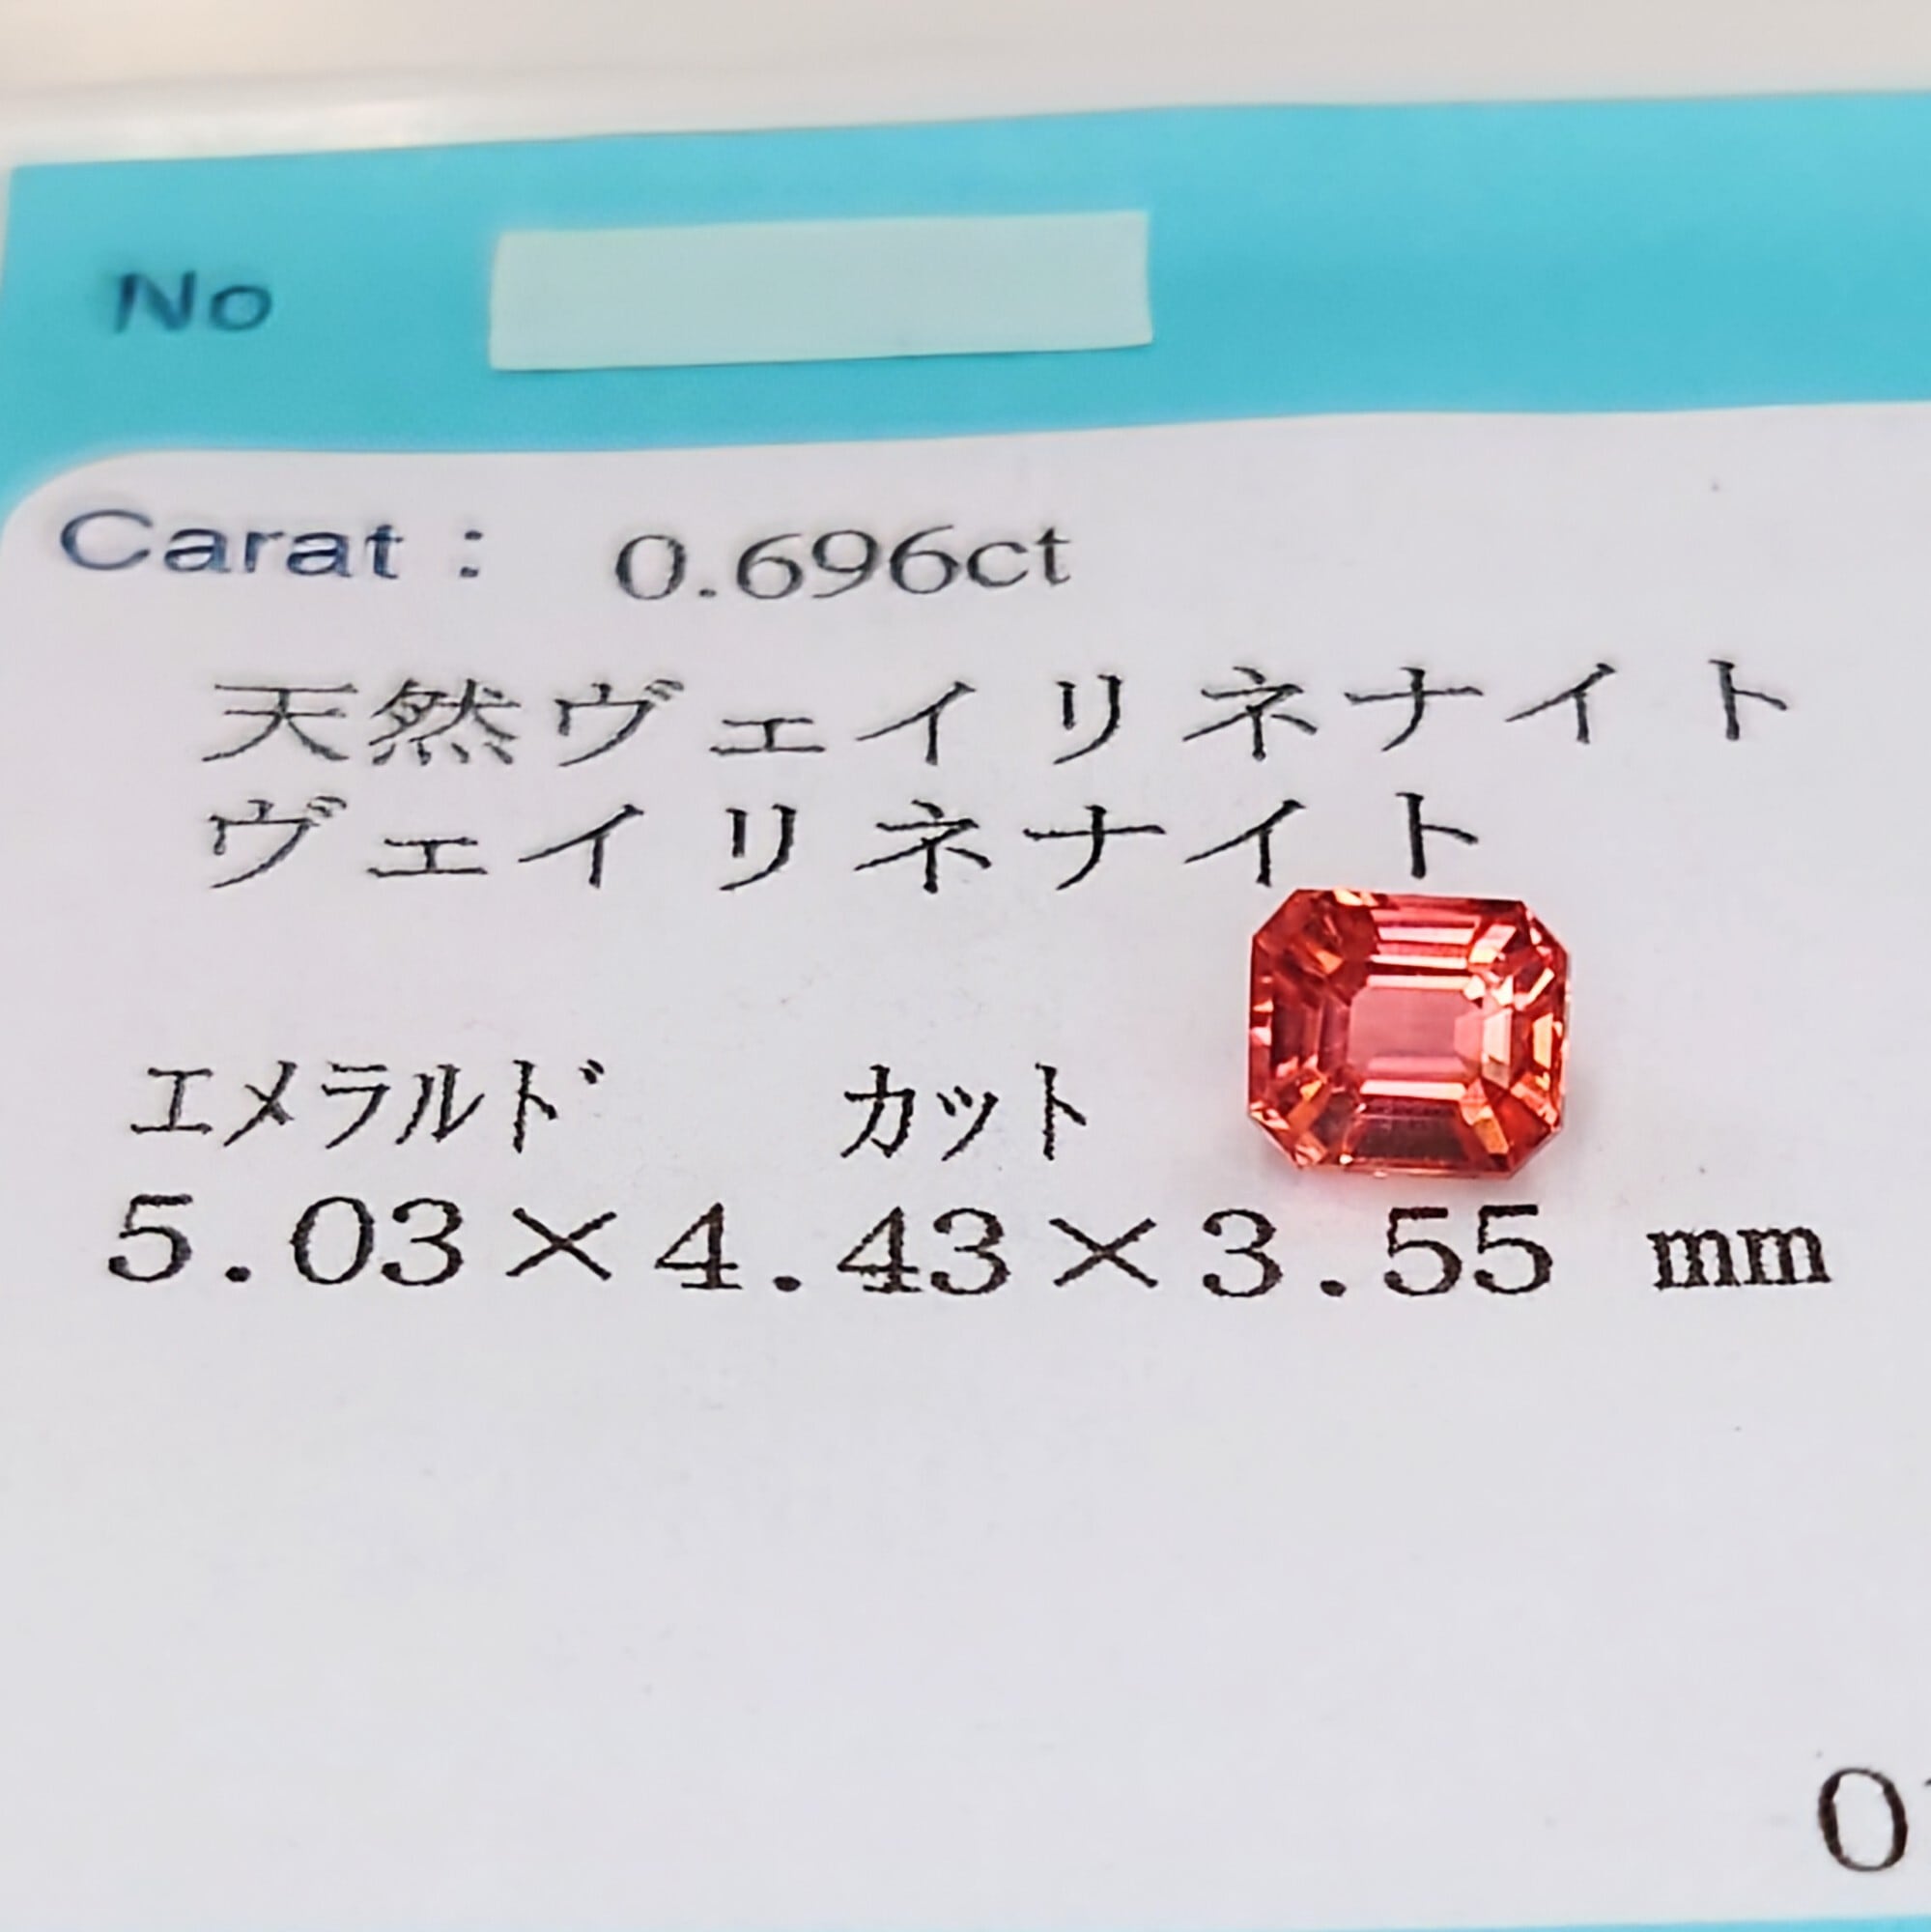 No
Carat : 0.696ct
天然ヴェイリネナイト
ヴェイリネナイト
エメラルド カット
5.03×4.43×3.55 mm
0